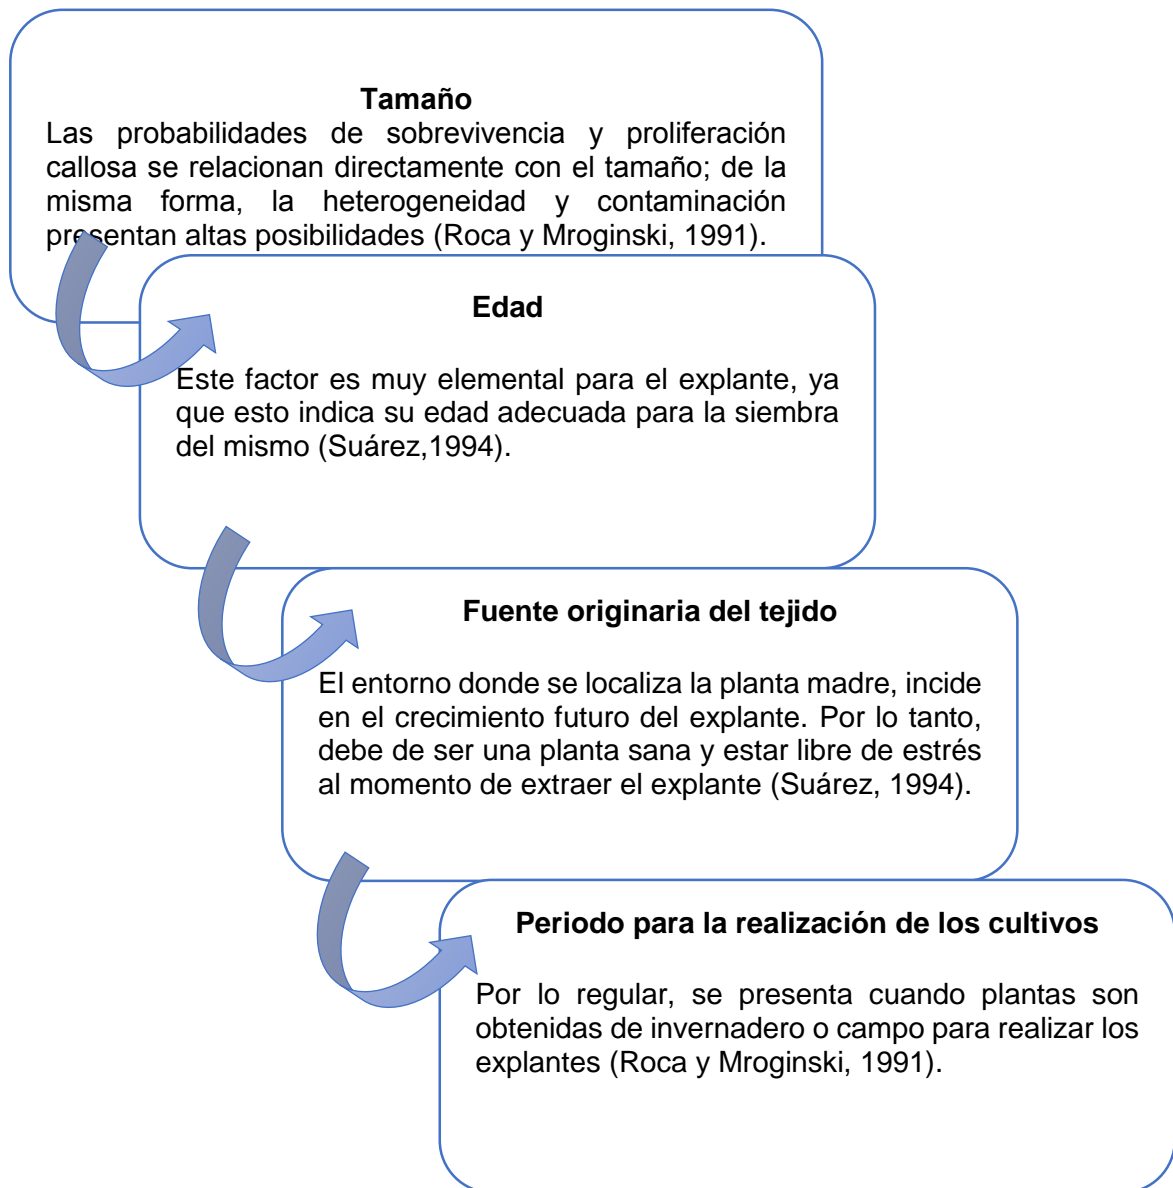 Tamaño
Las probabilidades de sobrevivencia y proliferación
callosa se relacionan directamente con el tamaño; de la
misma forma, la heterogeneidad y contaminación
presentan altas posibilidades (Roca y Mroginski, 1991).
Edad
Este factor es muy elemental para el explante, ya
que esto indica su edad adecuada para la siembra
del mismo (Suárez,1994).
Fuente originaria del tejido
El entorno donde se localiza la planta madre, incide
en el crecimiento futuro del explante. Por lo tanto,
debe de ser una planta sana y estar libre de estrés
al momento de extraer el explante (Suárez, 1994).
Periodo para la realización de los cultivos
Por lo regular, se presenta cuando plantas son
obtenidas de invernadero o campo para realizar los
explantes (Roca y Mroginski, 1991).